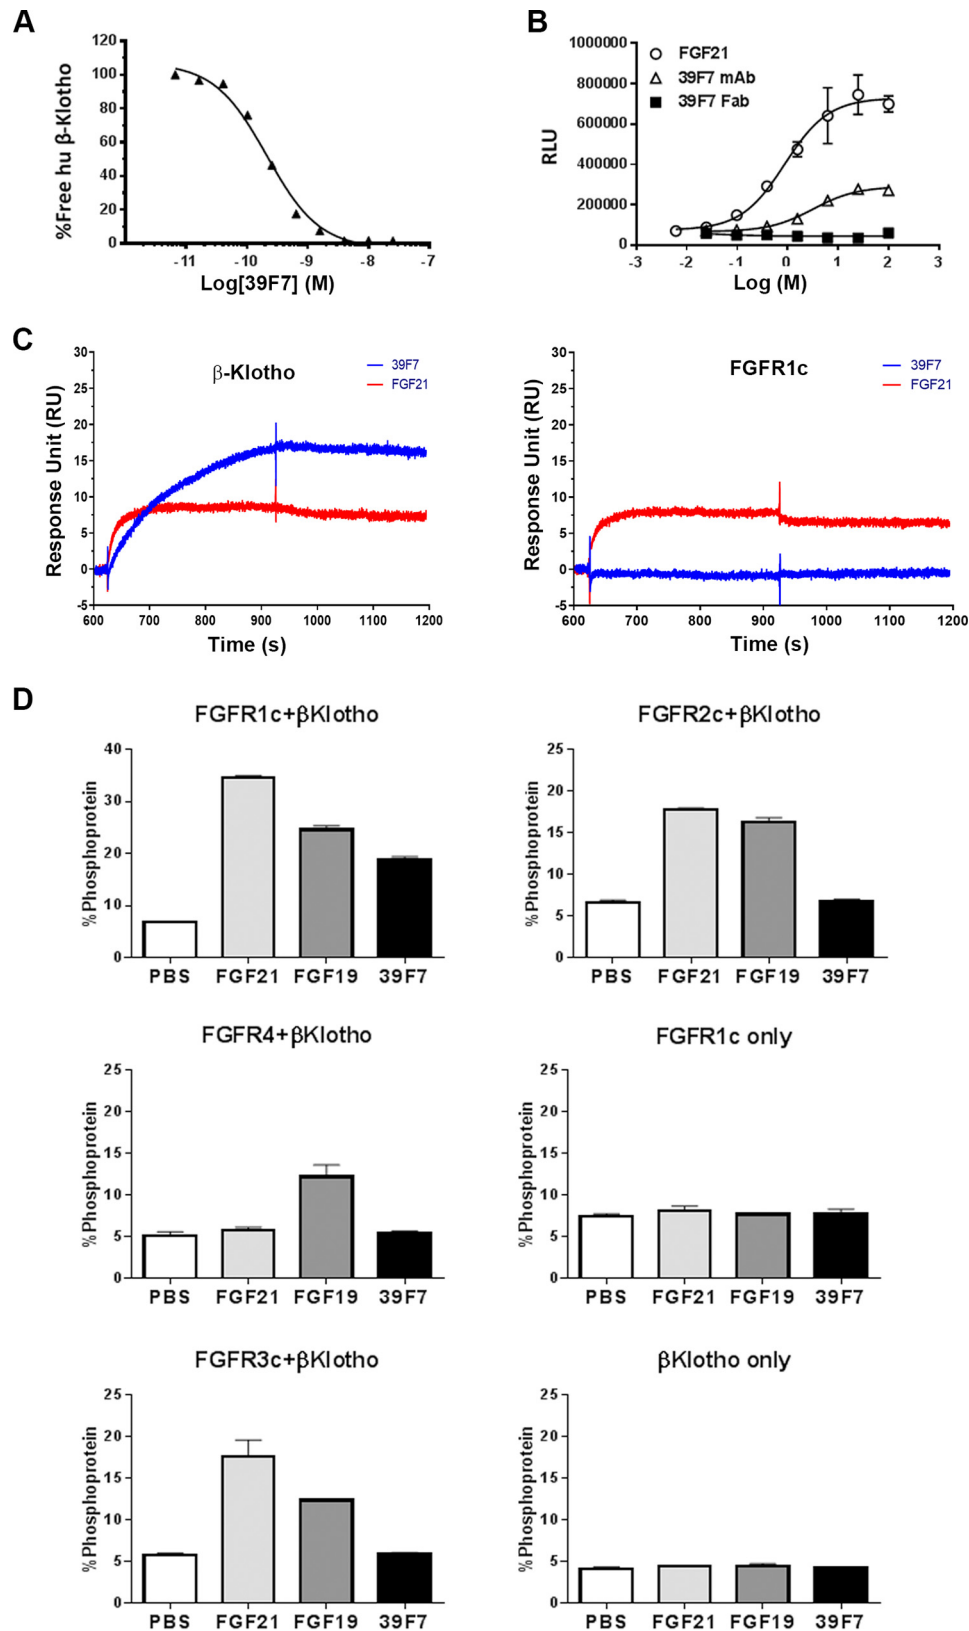 A
120
100
80
60
40
20
0
%Free hu β-Klotho
-11
-10
-9
-8
-7
Log[39F7] (M)
B
1000000
800000
600000
400000
200000
0
RLU
FGF21
39F7 mAb
39F7 Fab
-3
-2
-1
0
1
2
3
Log (M)
C
30
25
20
15
10
5
0
-5
Response Unit (RU)
β-Klotho
39F7
FGF21
600
700
800
900
1000
1100
1200
Time (s)
30
25
20
15
10
5
0
-5
Response Unit (RU)
FGFR1c
39F7
FGF21
600
700
800
900
1000
1100
1200
Time (s)
D
FGFR1c+βKlotho
40
30
20
10
0
%Phosphoprotein
PBS FGF21 FGF19 39F7
FGFR2c+βKlotho
25
20
15
10
5
0
%Phosphoprotein
PBS FGF21 FGF19 39F7
FGFR4+βKlotho
25
20
15
10
5
0
%Phosphoprotein
PBS FGF21 FGF19 39F7
FGFR1c only
25
20
15
10
5
0
%Phosphoprotein
PBS FGF21 FGF19 39F7
FGFR3c+βKlotho
25
20
15
10
5
0
%Phosphoprotein
PBS FGF21 FGF19 39F7
βKlotho only
25
20
15
10
5
0
%Phosphoprotein
PBS FGF21 FGF19 39F7